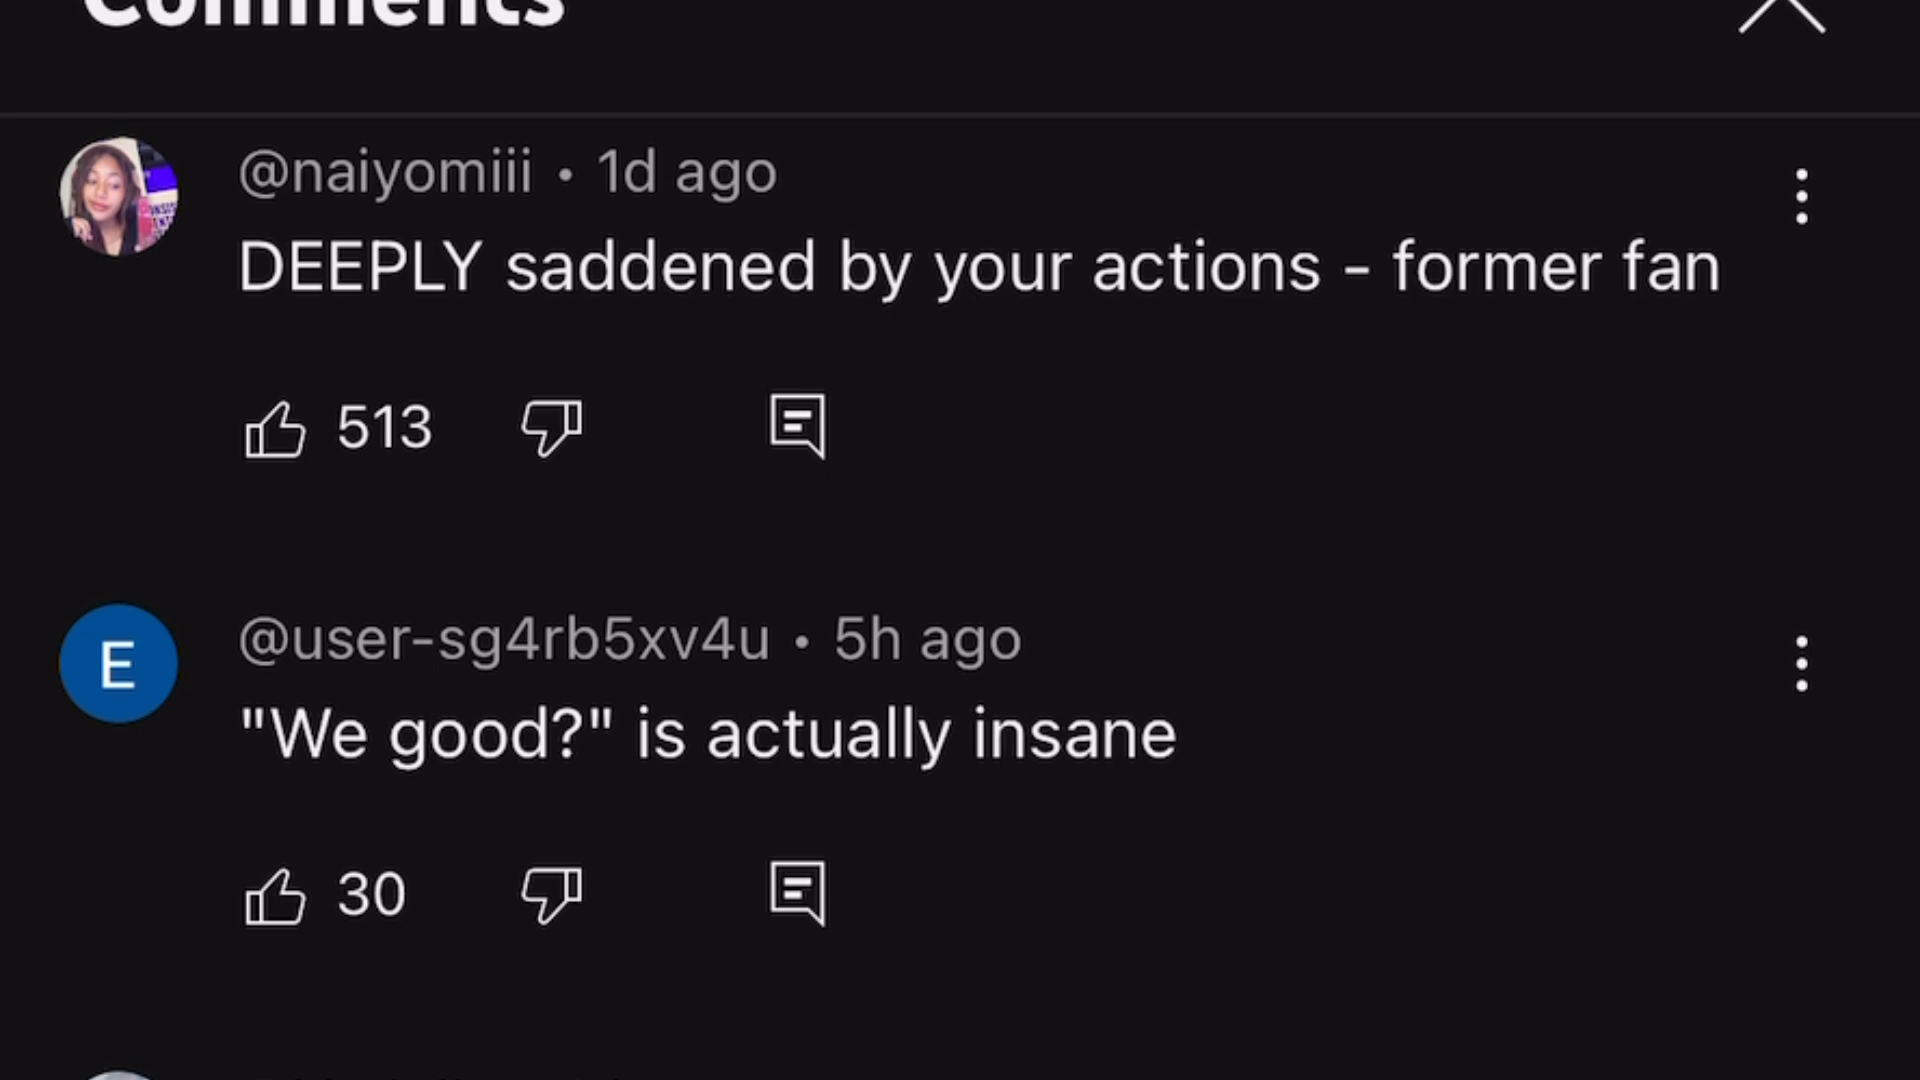 Comments
@naiyomiii • 1d ago
DEEPLY saddened by your actions - former fan
513
@user-sg4rb5xv4u • 5h ago
E
"We good?" is actually insane
30